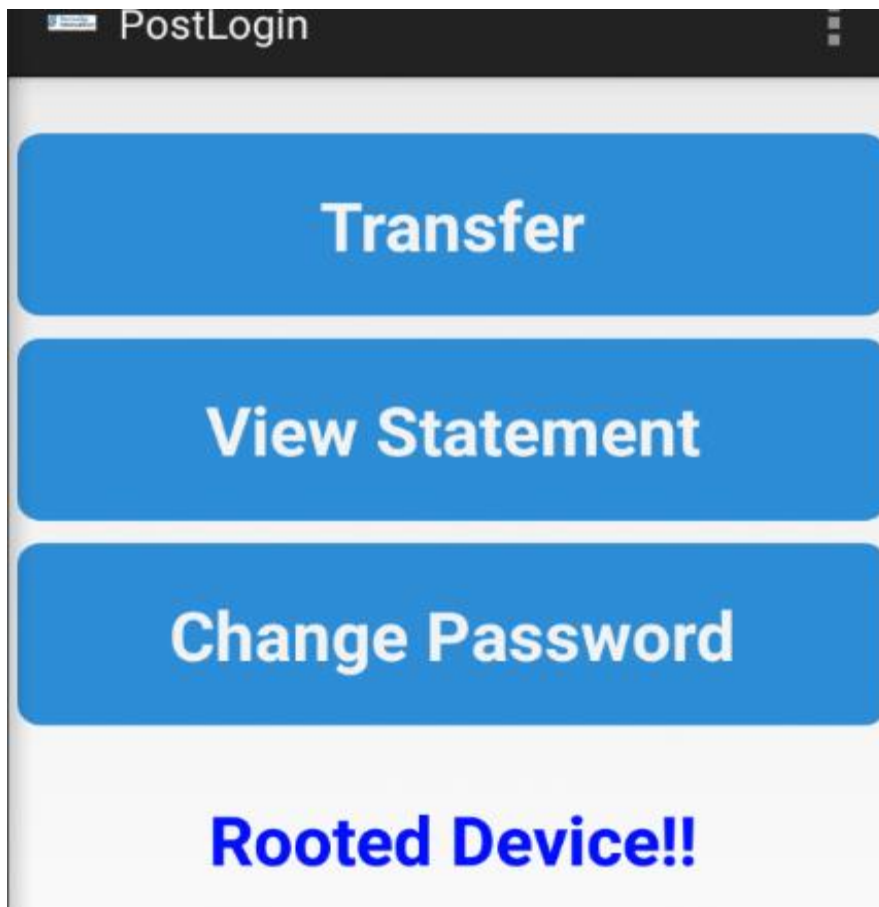 PostLogin
Transfer
View Statement
Change Password
Rooted Device!!